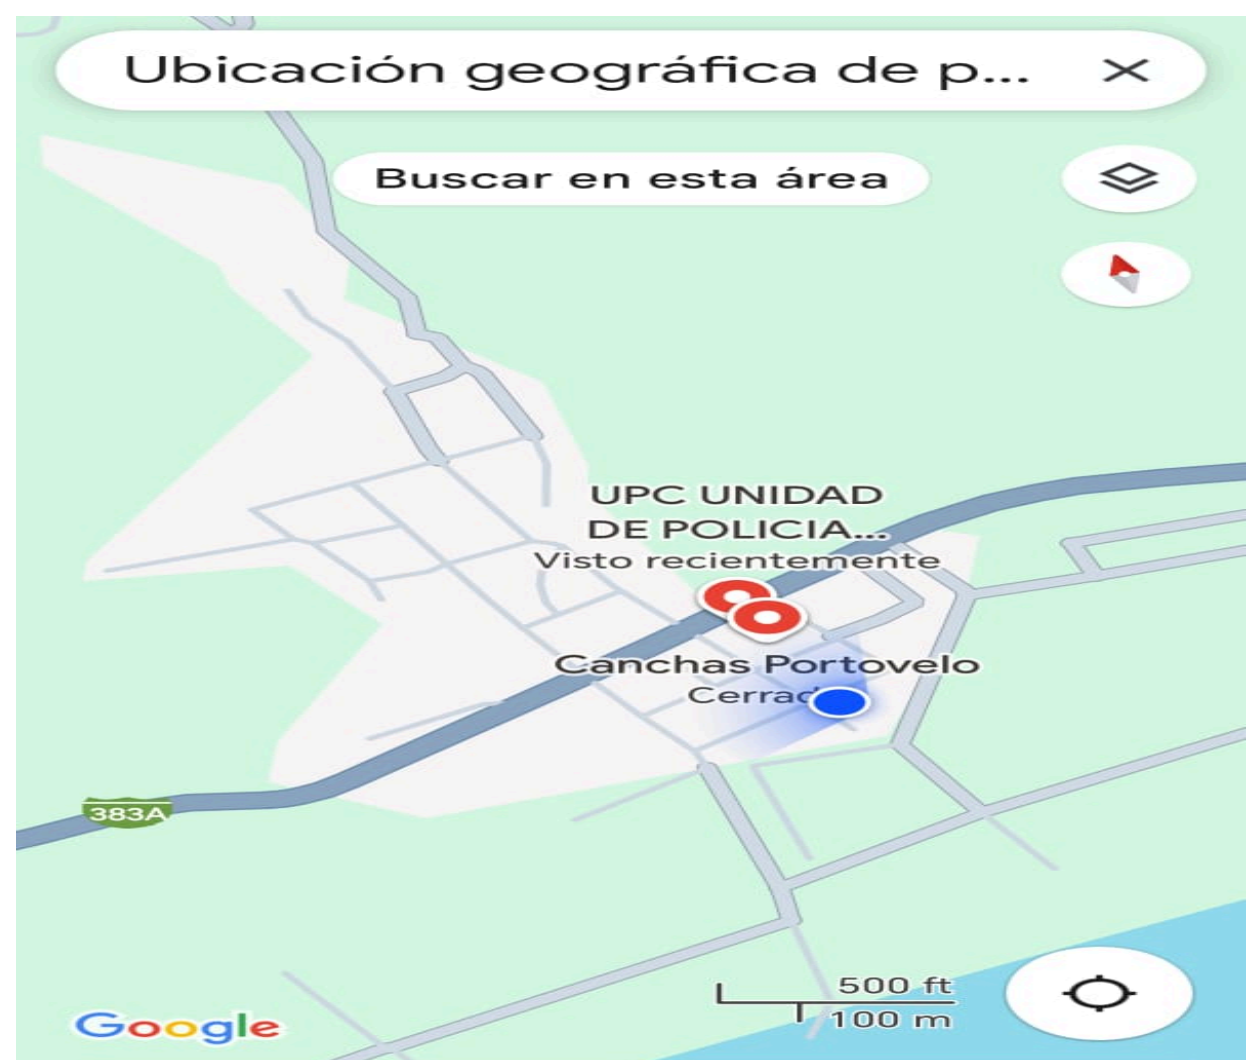 Ubicación geográfica de p...
Buscar en esta área
UPC UNIDAD
DE POLICIA...
Visto recientemente
Canchas Portovelo
Cerrad
383A
500 ft
100 m
Google